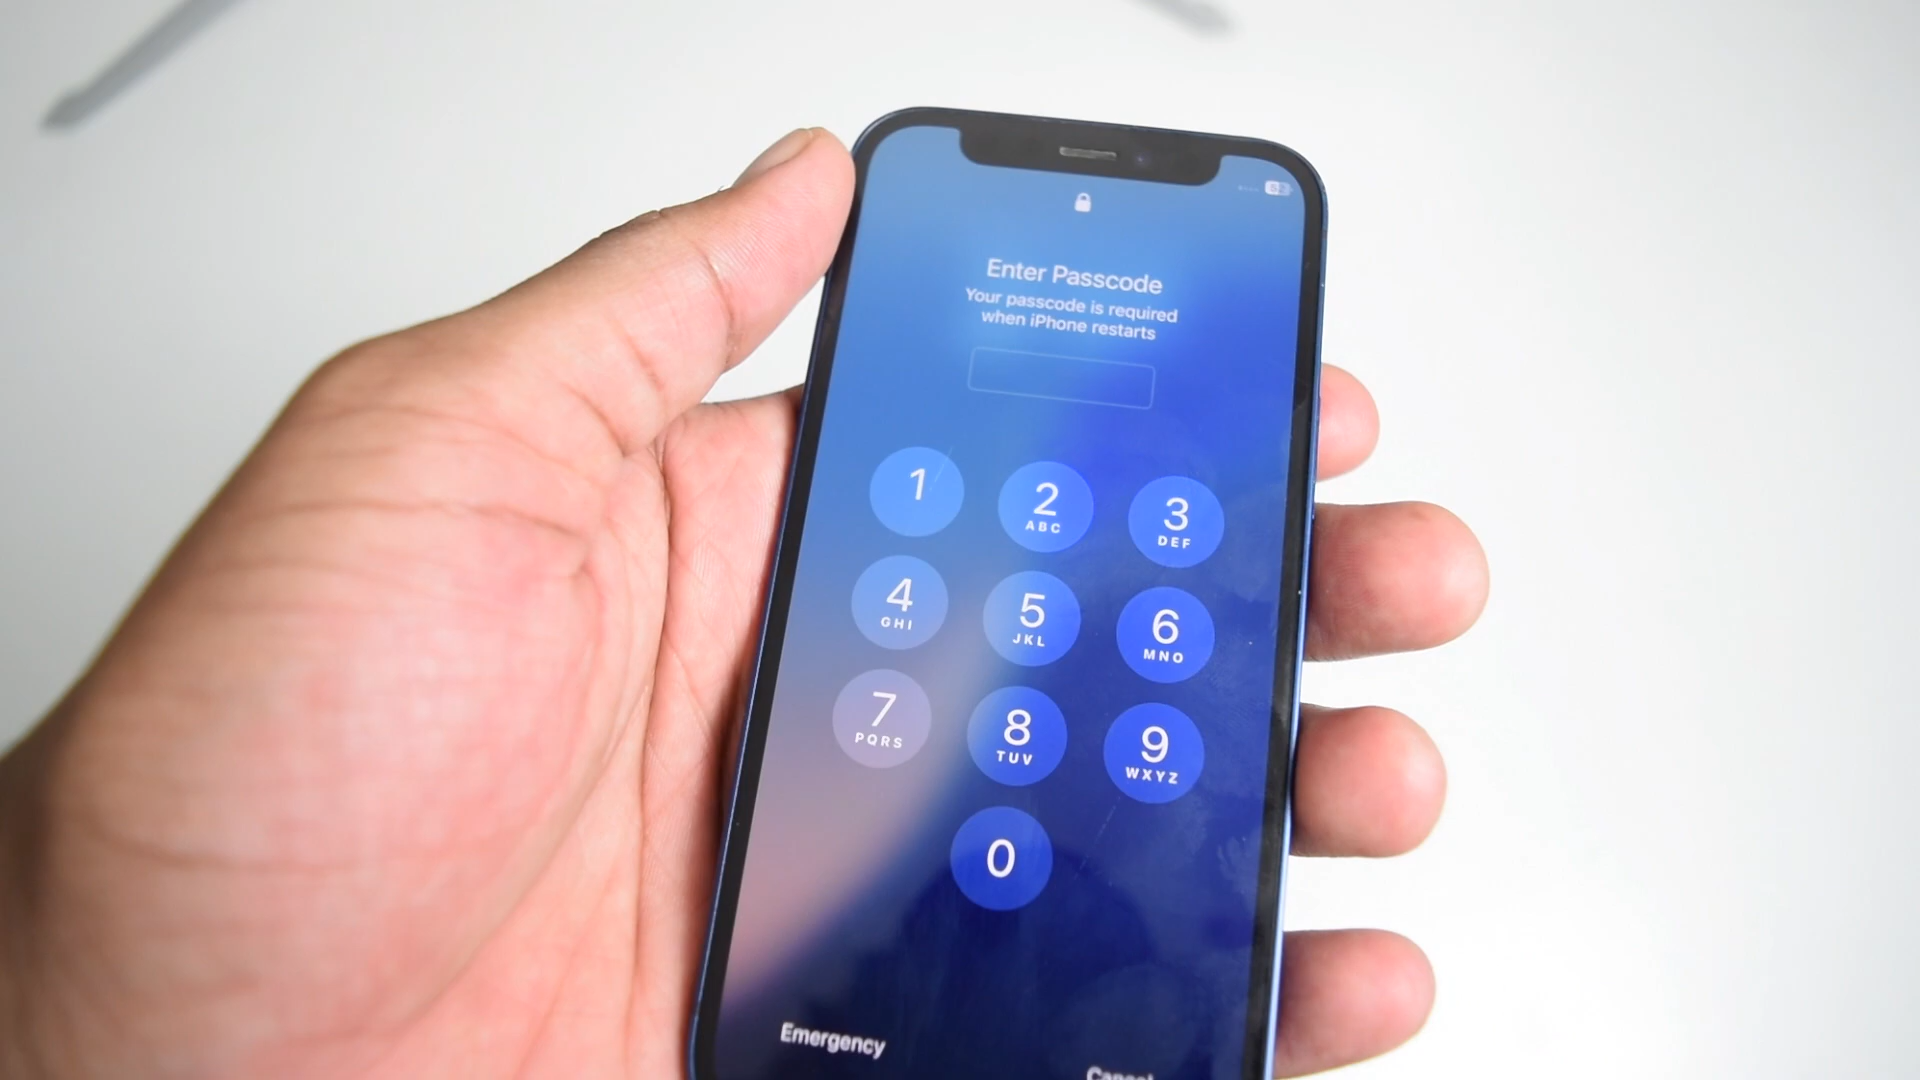 Enter Passcode
Your passcode is required
when iPhone restarts
1
2
ABC
3
DEF
4
GHI
5
JKL
6
MNO
7
PQRS
8
TUV
9
WXYZ
0
Emergency
Cancel